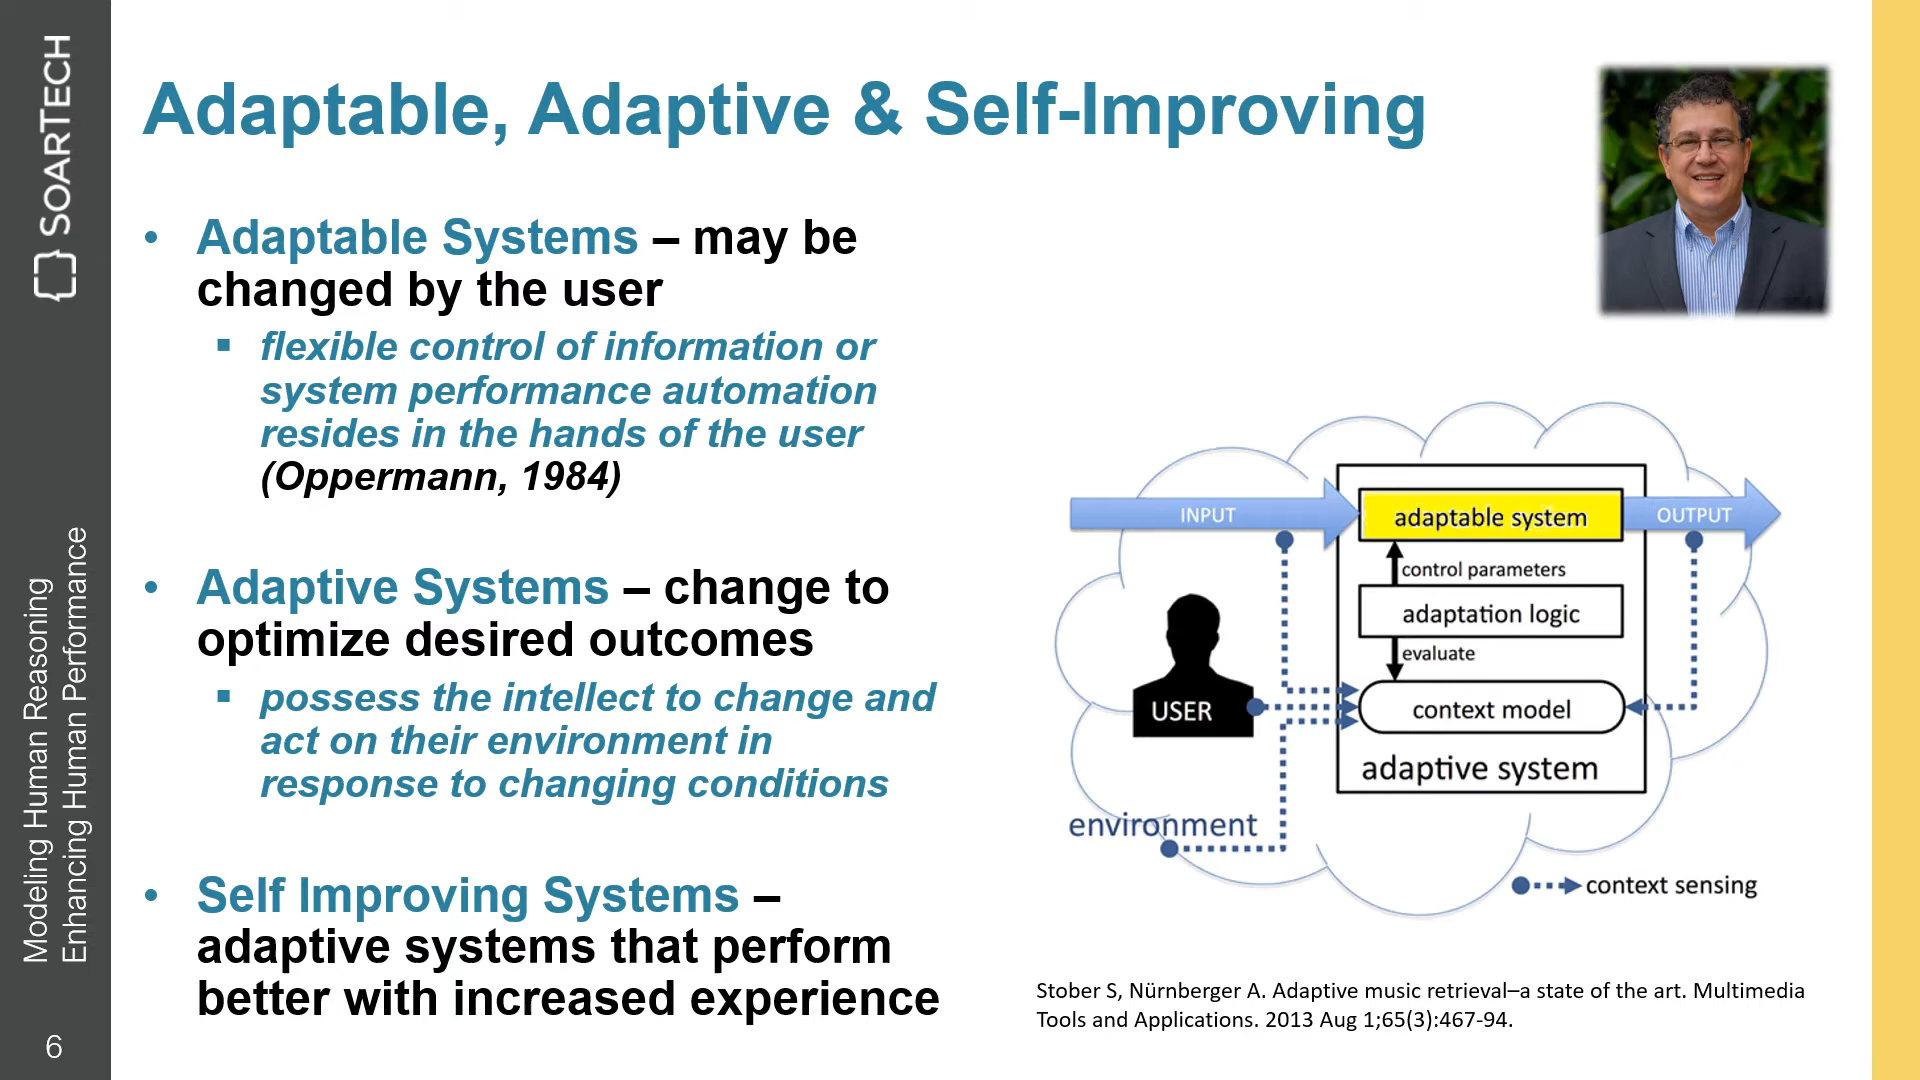 SOARTECH
Modeling Human Reasoning
Enhancing Human Performance
6
Adaptable, Adaptive & Self-Improving
• Adaptable Systems – may be
changed by the user
▪ flexible control of information or
system performance automation
resides in the hands of the user
(Oppermann, 1984)
• Adaptive Systems – change to
optimize desired outcomes
▪ possess the intellect to change and
act on their environment in
response to changing conditions
• Self Improving Systems –
adaptive systems that perform
better with increased experience
INPUT
adaptable system
OUTPUT
control parameters
adaptation logic
evaluate
USER
context model
adaptive system
environment
context sensing
Stober S, Nürnberger A. Adaptive music retrieval–a state of the art. Multimedia
Tools and Applications. 2013 Aug 1;65(3):467-94.